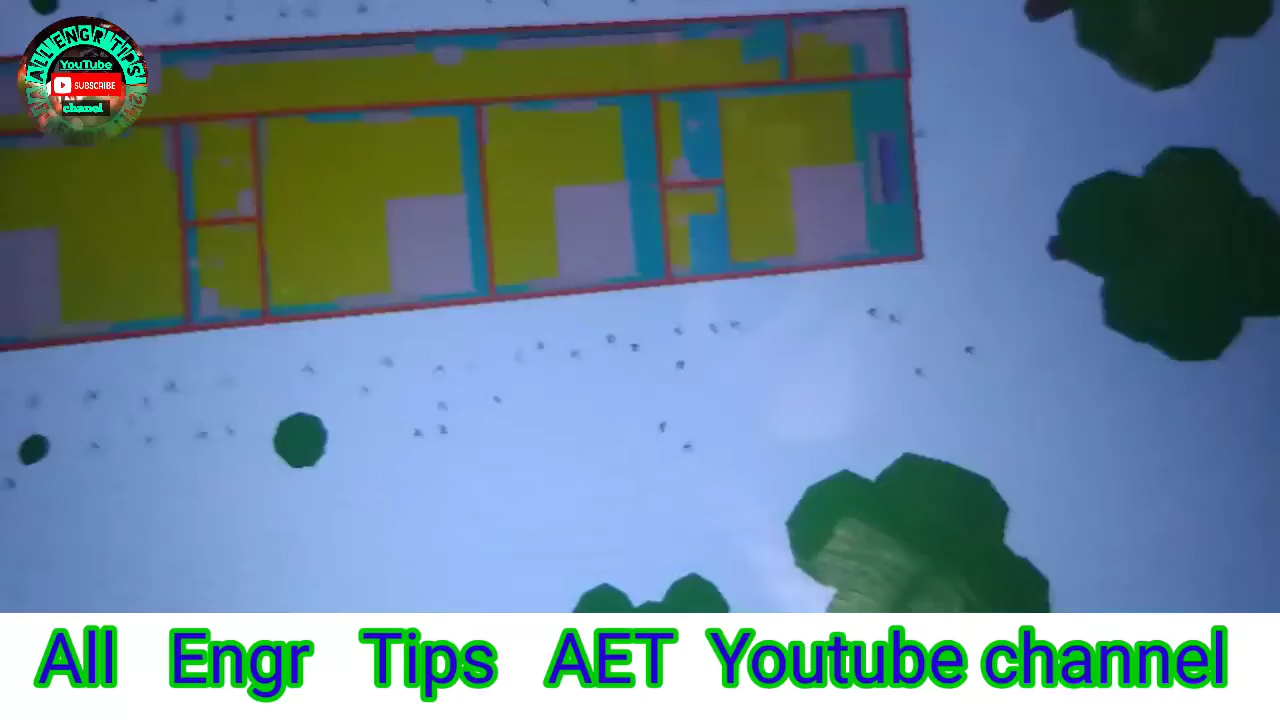 ALL ENGR TIPS
YouTube
SUBSCRIBE
chanel
All Engr Tips AET Youtube channel